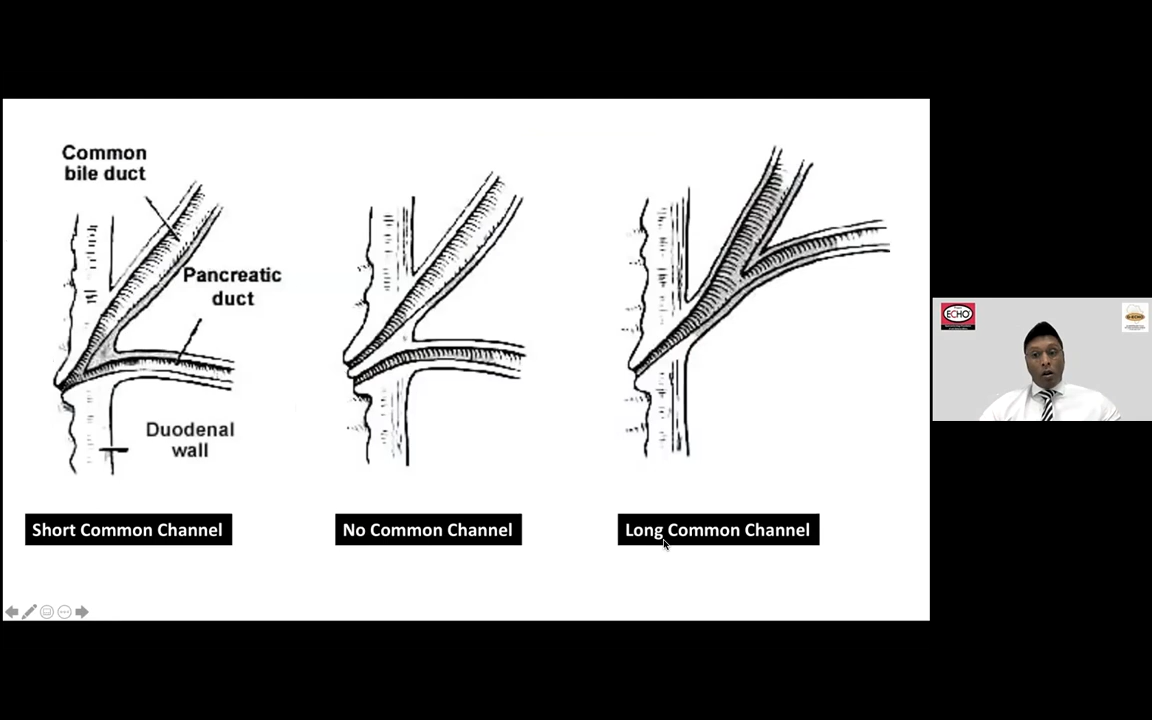 Common
bile duct
Pancreatic
duct
Duodenal
wall
Short Common Channel
No Common Channel
Long Common Channel
ECHO